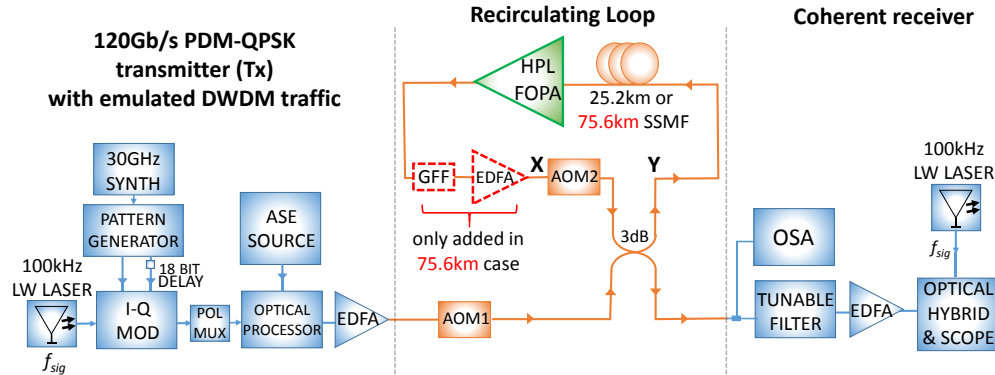 120Gb/s PDM-QPSK
transmitter (Tx)
with emulated DWDM traffic
30GHz
SYNTH
PATTERN
GENERATOR
18 BIT
DELAY
100kHz
LW LASER
fsig
I-Q
MOD
POL
MUX
ASE
SOURCE
OPTICAL
PROCESSOR
EDFA
Recirculating Loop
HPL
FOPA
25.2km or
75.6km SSMF
GFF
EDFA
X
AOM2
Y
only added in
75.6km case
3dB
AOM1
Coherent receiver
100kHz
LW LASER
fsig
OSA
TUNABLE
FILTER
EDFA
OPTICAL
HYBRID
& SCOPE